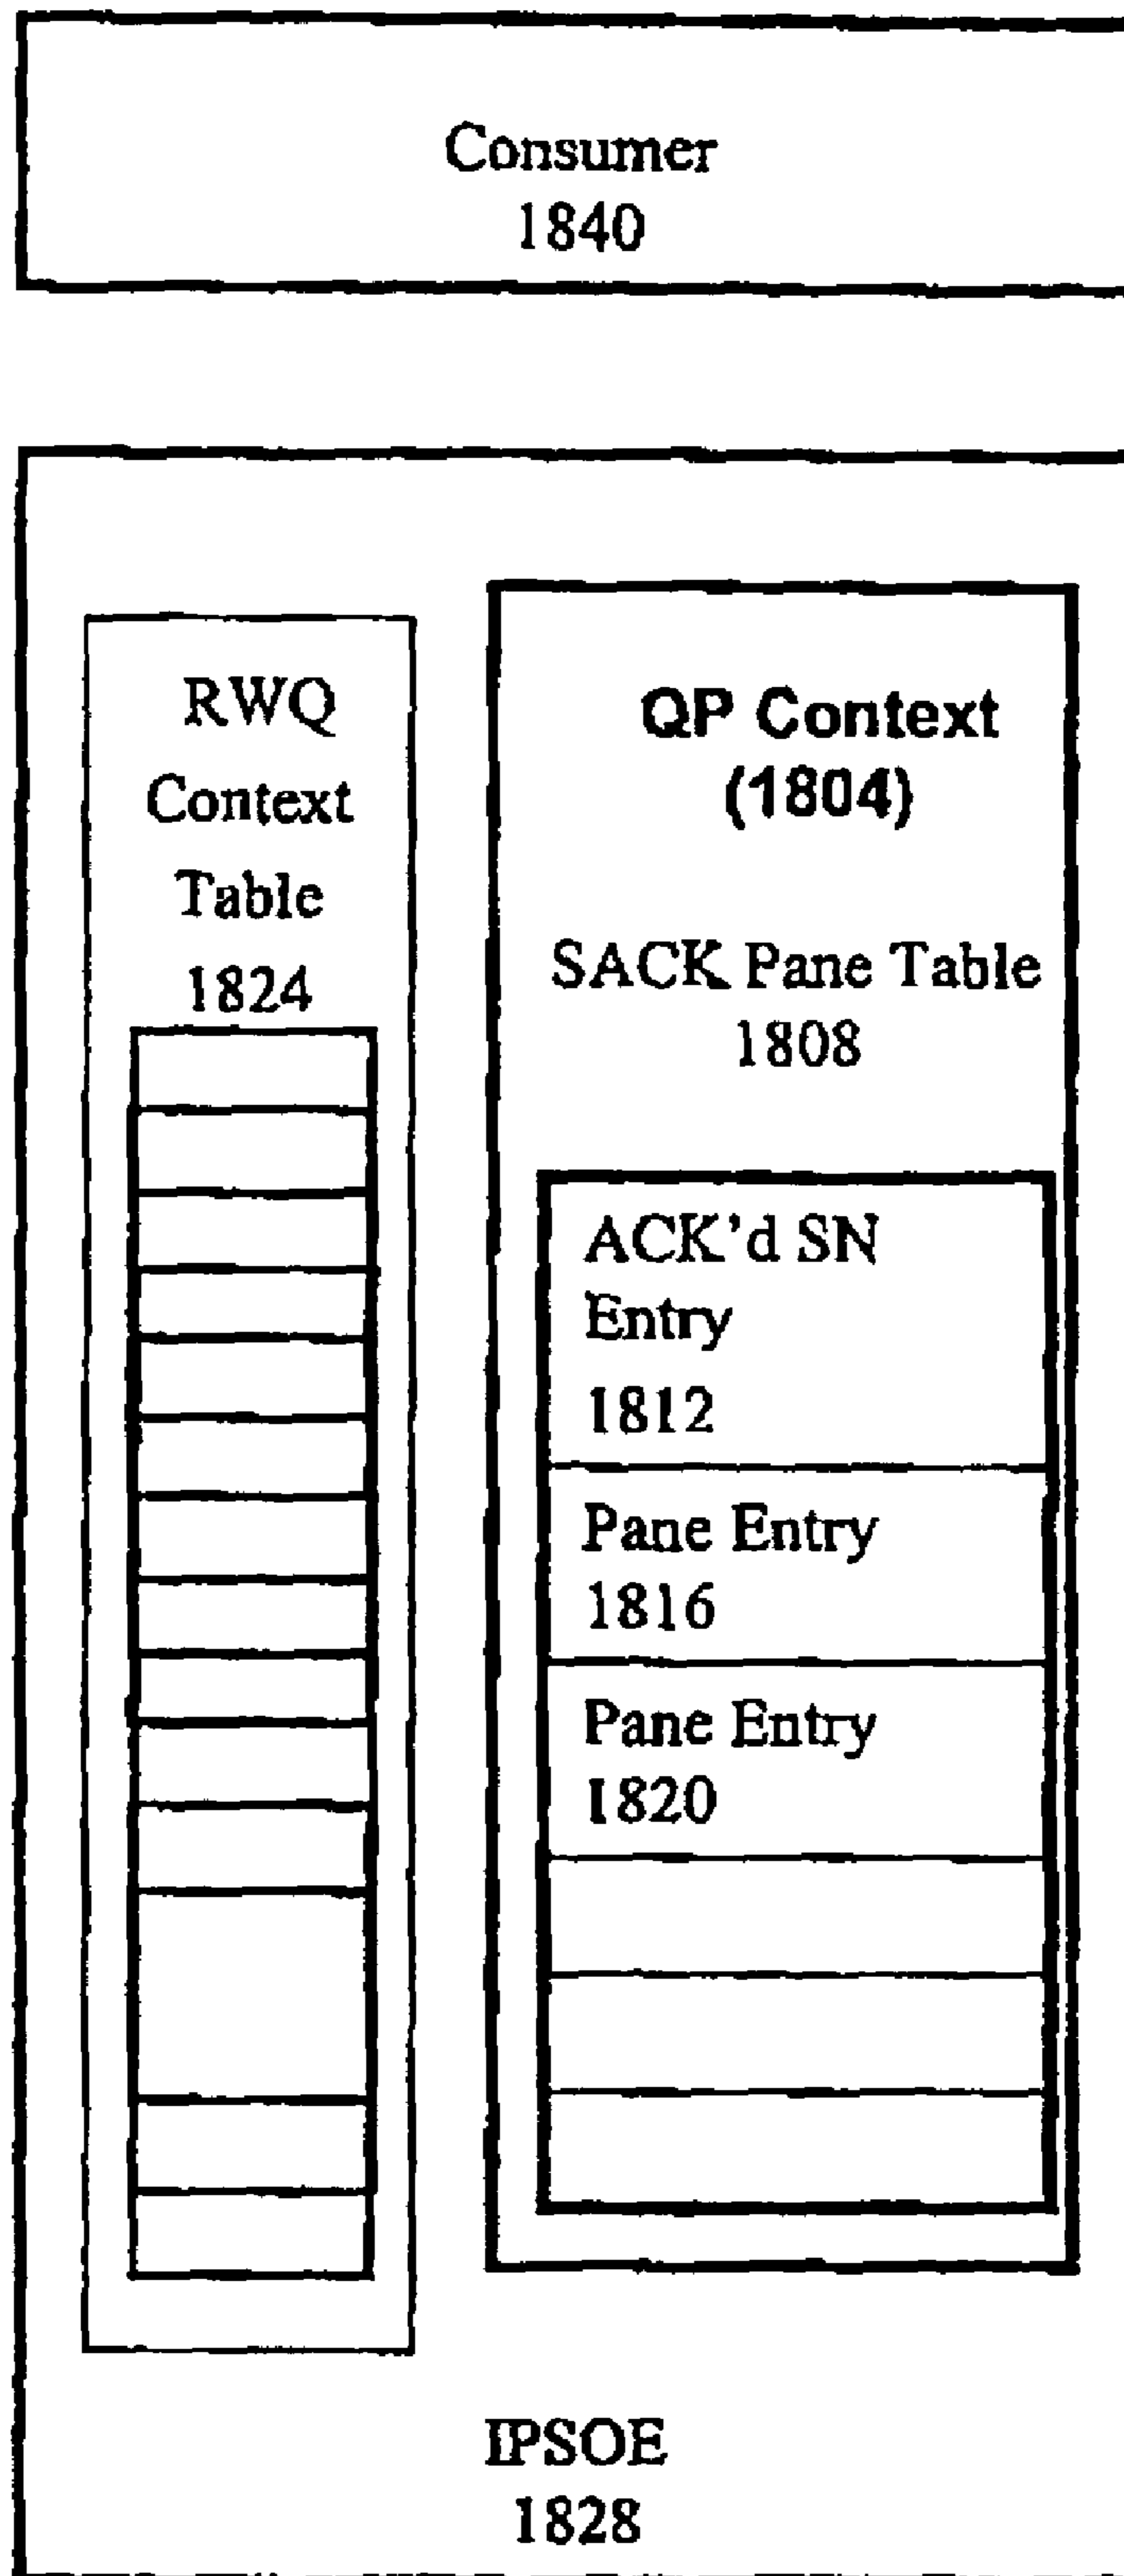 Consumer
1840
RWQ
Context
Table
1824
QP Context
(1804)
SACK Pane Table
1808
ACK'd SN
Entry
1812
Pane Entry
1816
Pane Entry
1820
IPSOE
1828